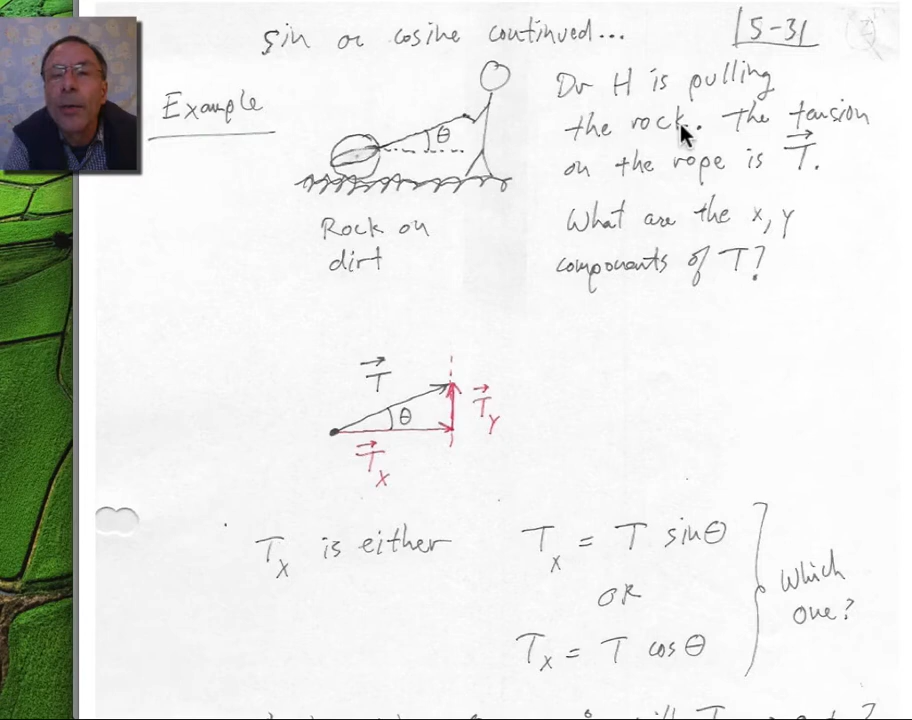 sin or cosine continued... 5-31
Example
θ
Dr H is pulling
the rock. The tension
on the rope is T.
What are the x, y
components of T?
Rock on
dirt
T
θ
Ty
Tx
Tx is either
Tx = T sinθ
OR
Tx = T cosθ
Which
one?